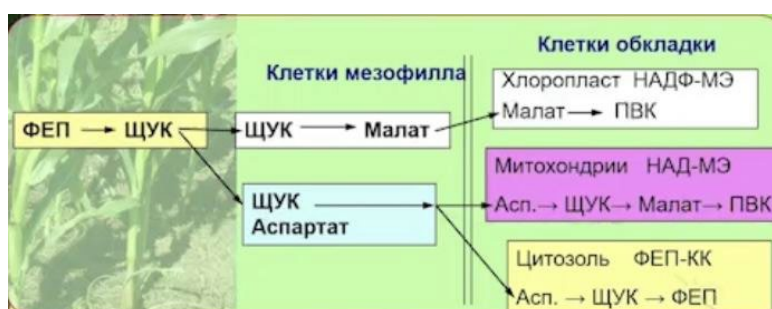 Клетки обкладки
Клетки мезофилла
Хлоропласт НАДФ-МЭ
Малат → ПВК
ФЕП → ЩУК
ЩУК → Малат
Митохондрии НАД-МЭ
Асп. → ЩУК → Малат → ПВК
ЩУК
Аспартат
Цитозоль ФЕП-КК
Асп. → ЩУК → ФЕП